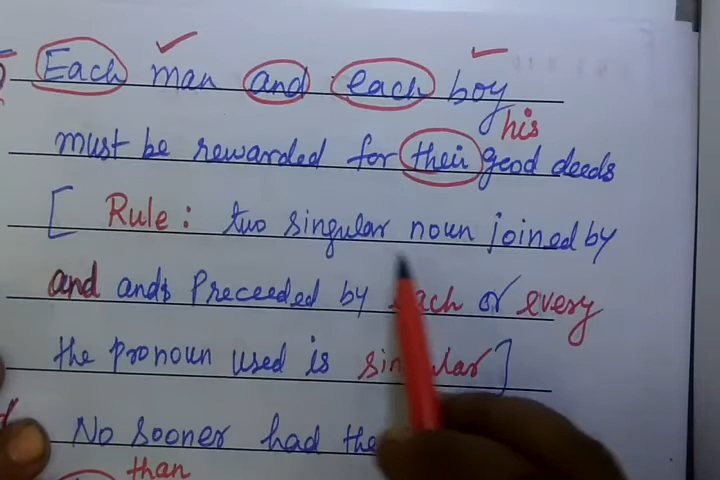 Each man and each boy
his
must be rewarded for their good deeds
[ Rule: two singular noun joined by
and and Preceeded by each or every
the pronoun used is singular]
No sooner had the
than